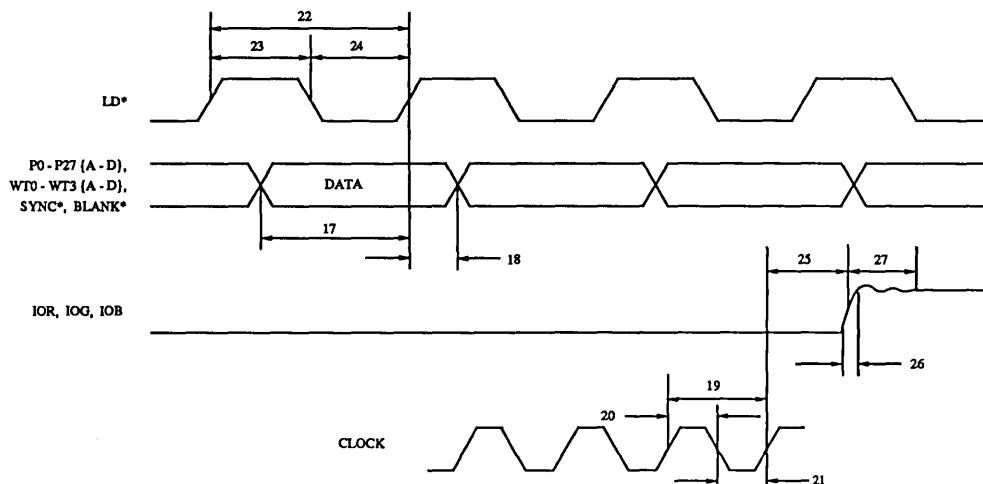 22
23
24
LD*
P0 - P27 {A - D},
WT0 - WT3 {A - D},
SYNC*, BLANK*
DATA
17
18
25
27
IOR, IOG, IOB
26
19
20
CLOCK
21